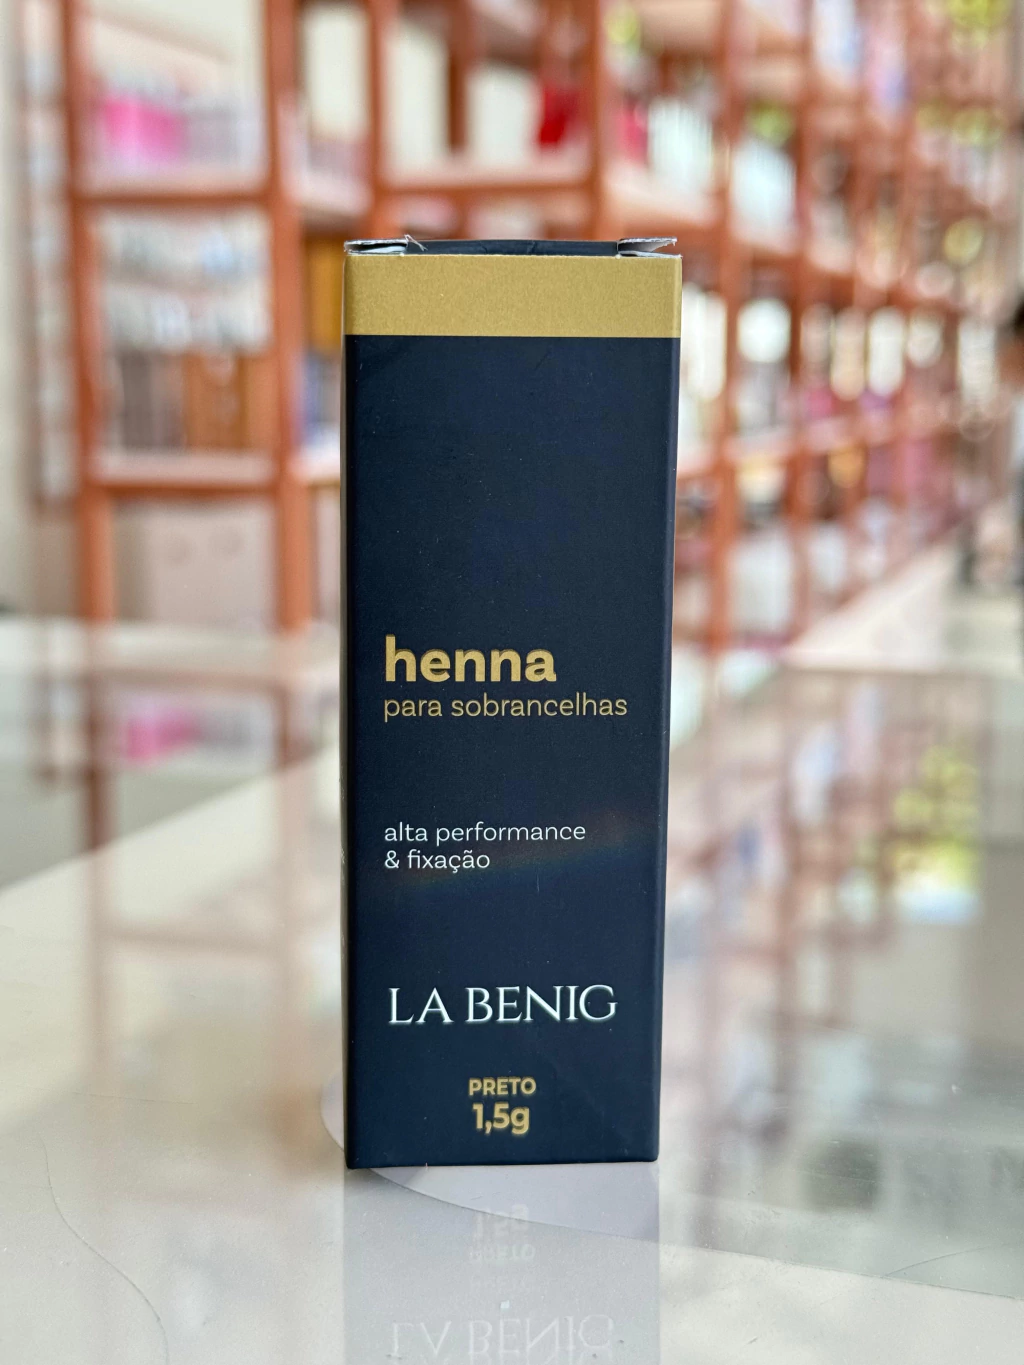 henna
para sobrancelhas
alta performance
& fixação
LA BENIG
PRETO
1,5g